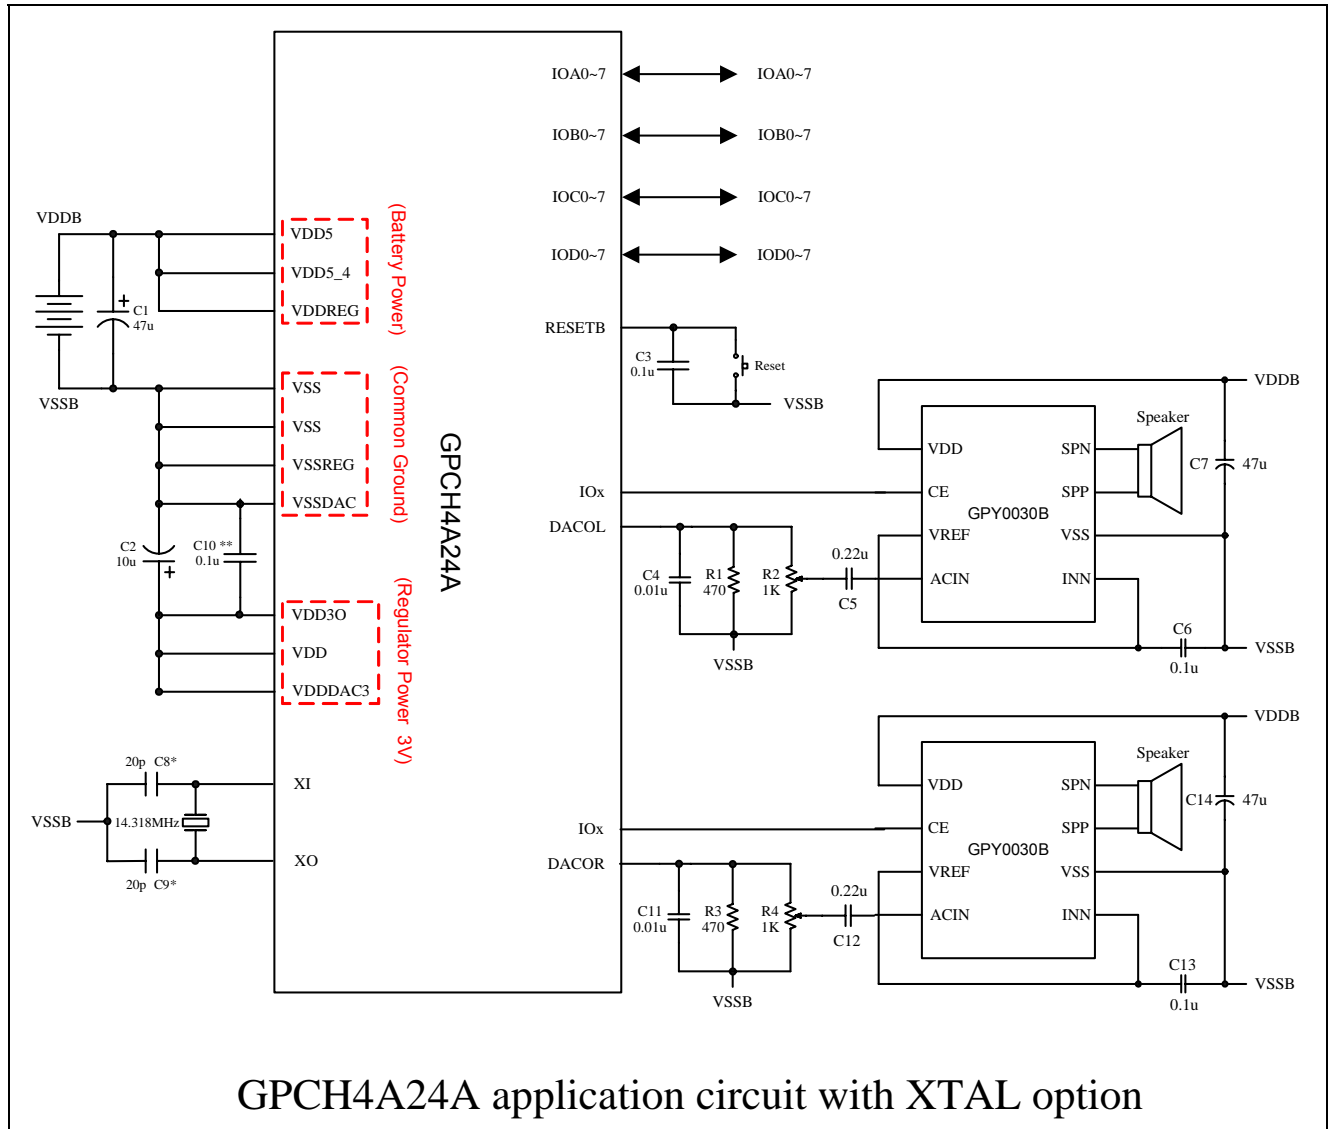 IOA0~7 IOA0~7
IOB0~7 IOB0~7
IOC0~7 IOC0~7
IOD0~7 IOD0~7
VDDB
VDD5
VDD5_4
VDDREG
(Battery Power)
+
C1
47u
VSSB
VSS
VSS
VSSREG
VSSDAC
(Common Ground)
C2
10u
+
C10 **
0.1u
VDD3O
VDD
VDDDAC3
(Regulator Power 3V)
GPCH4A24A
20p C8*
XI
VSSB
14.318MHz
XO
20p C9*
RESETB
C3
0.1u
Reset
VSSB
IOx
DACOL
C4
0.01u
R1
470
R2
1K
VSSB
0.22u
C5
VDDB
Speaker
VDD
CE
VREF
ACIN
GPY0030B
SPN
SPP
VSS
INN
C7
47u
C6
0.1u
VSSB
IOx
DACOR
C11
0.01u
R3
470
R4
1K
VSSB
0.22u
C12
VDDB
Speaker
VDD
CE
VREF
ACIN
GPY0030B
SPN
SPP
VSS
INN
C14
47u
C13
0.1u
VSSB
GPCH4A24A application circuit with XTAL option